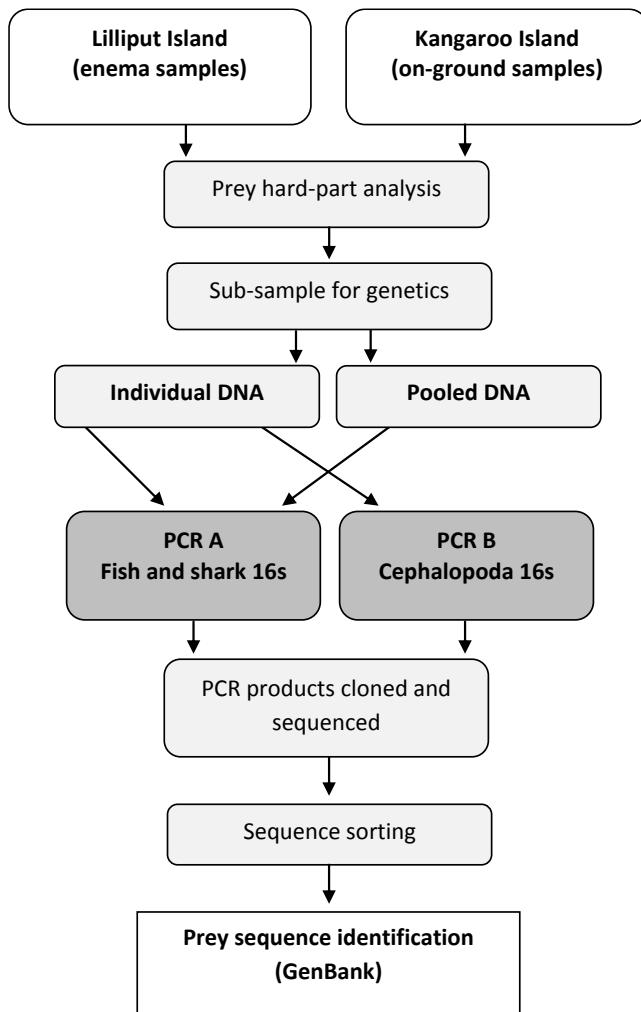 Lilliput Island
(enema samples)
Kangaroo Island
(on-ground samples)
Prey hard-part analysis
Sub-sample for genetics
Individual DNA
Pooled DNA
PCR A
Fish and shark 16s
PCR B
Cephalopoda 16s
PCR products cloned and
sequenced
Sequence sorting
Prey sequence identification
(GenBank)